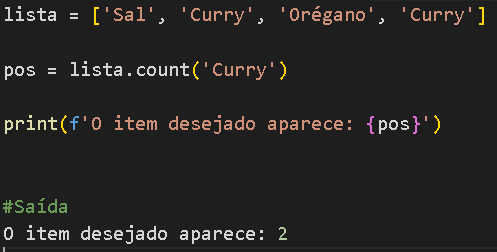 lista = ['Sal', 'Curry', 'Orégano', 'Curry']
pos = lista.count('Curry')
print(f'O item desejado aparece: {pos}')
#Saída
O item desejado aparece: 2